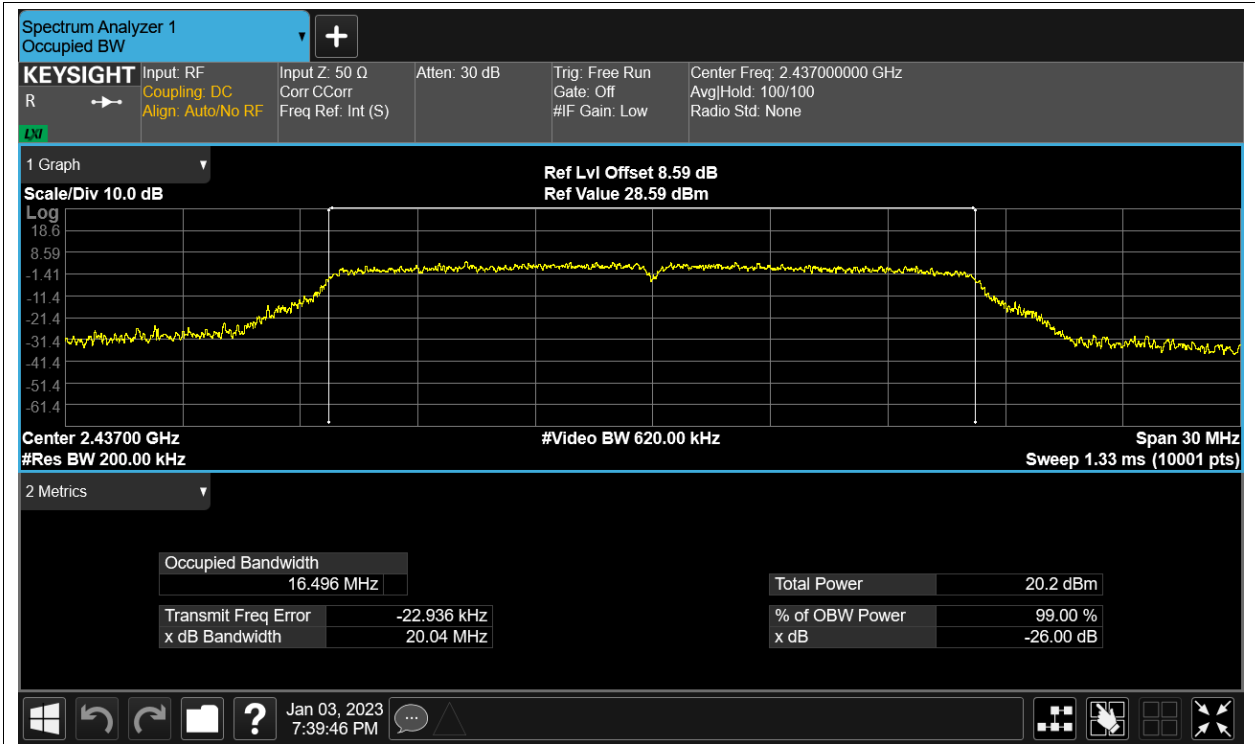 Spectrum Analyzer 1
Occupied BW
KEYSIGHT
R
LXI
Input: RF
Coupling: DC
Align: Auto/No RF
Input Z: 50 Ω
Corr CCorr
Freq Ref: Int (S)
Atten: 30 dB
Trig: Free Run
Gate: Off
#IF Gain: Low
Center Freq: 2.437000000 GHz
Avg|Hold: 100/100
Radio Std: None
1 Graph
Scale/Div 10.0 dB
Ref Lvl Offset 8.59 dB
Ref Value 28.59 dBm
Log
18.6
8.59
-1.41
-11.4
-21.4
-31.4
-41.4
-51.4
-61.4
Center 2.43700 GHz
#Video BW 620.00 kHz
Span 30 MHz
#Res BW 200.00 kHz
Sweep 1.33 ms (10001 pts)
2 Metrics
Occupied Bandwidth
16.496 MHz
Transmit Freq Error -22.936 kHz
x dB Bandwidth 20.04 MHz
Total Power 20.2 dBm
% of OBW Power 99.00 %
x dB -26.00 dB
?
Jan 03, 2023
7:39:46 PM